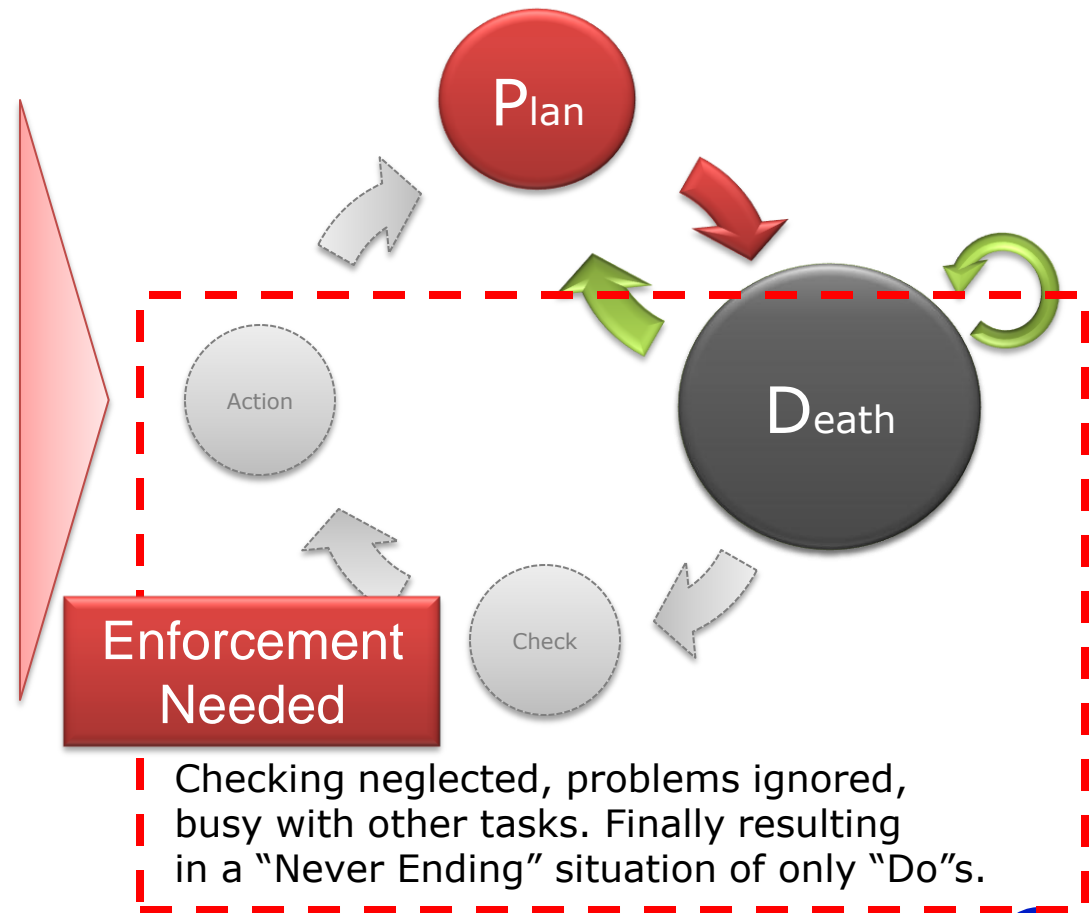 Plan
Death
Action
Check
Enforcement
Needed
Checking neglected, problems ignored,
busy with other tasks. Finally resulting
in a “Never Ending” situation of only “Do”s.